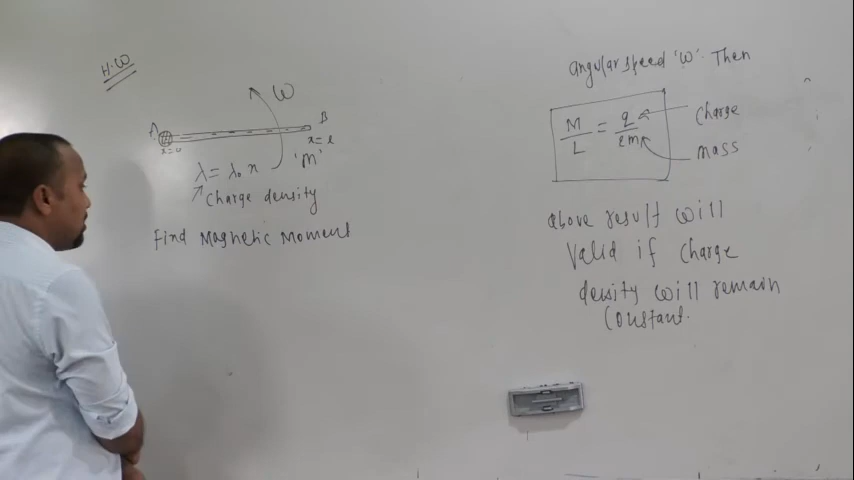 H.W
ω
A
B
x=0
x=l
'm'
λ = λ₀ x
Charge density
Find Magnetic Moment
angular speed 'ω'. Then
M/L = q/2m
Charge
mass
above result will
valid if charge
density will remain
constant.